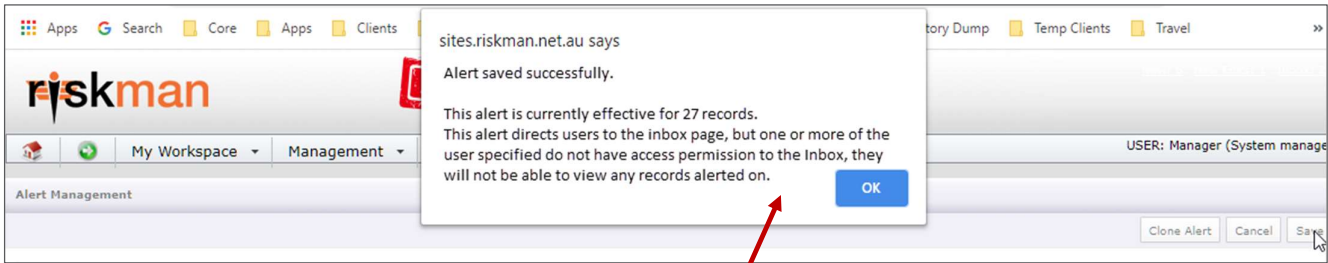 Apps Search Core Apps Clients
tory Dump Temp Clients Travel »
sites.riskman.net.au says
Alert saved successfully.
This alert is currently effective for 27 records.
This alert directs users to the inbox page, but one or more of the
user specified do not have access permission to the Inbox, they
will not be able to view any records alerted on.
OK
riskman
My Workspace Management
USER: Manager (System manage
Alert Management
Clone Alert Cancel Save